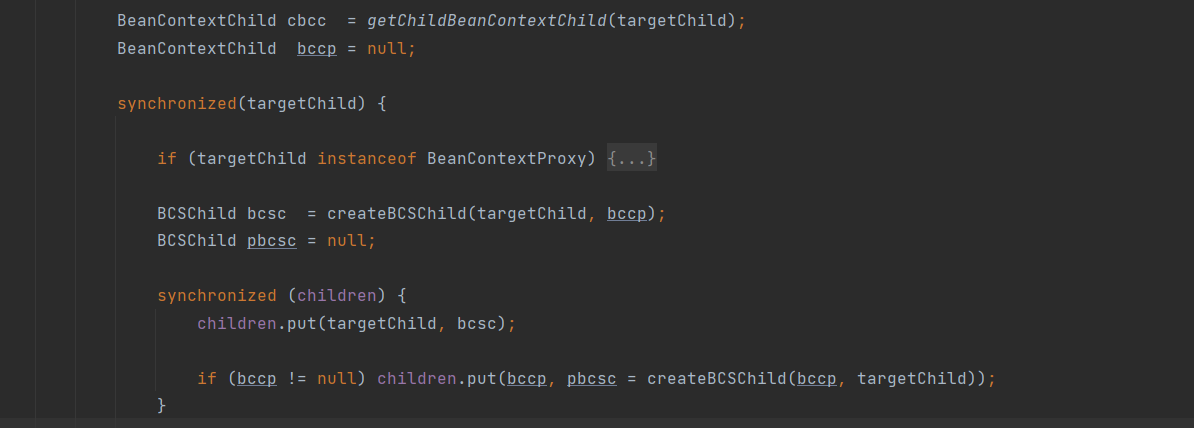 BeanContextChild cbcc  = getChildBeanContextChild(targetChild);
BeanContextChild  bccp = null;
synchronized(targetChild) {
if (targetChild instanceof BeanContextProxy) {...}
BCSChild bcsc  = createBCSChild(targetChild, bccp);
BCSChild pbcsc = null;
synchronized (children) {
children.put(targetChild, bcsc);
if (bccp != null) children.put(bccp, pbcsc = createBCSChild(bccp, targetChild));
}